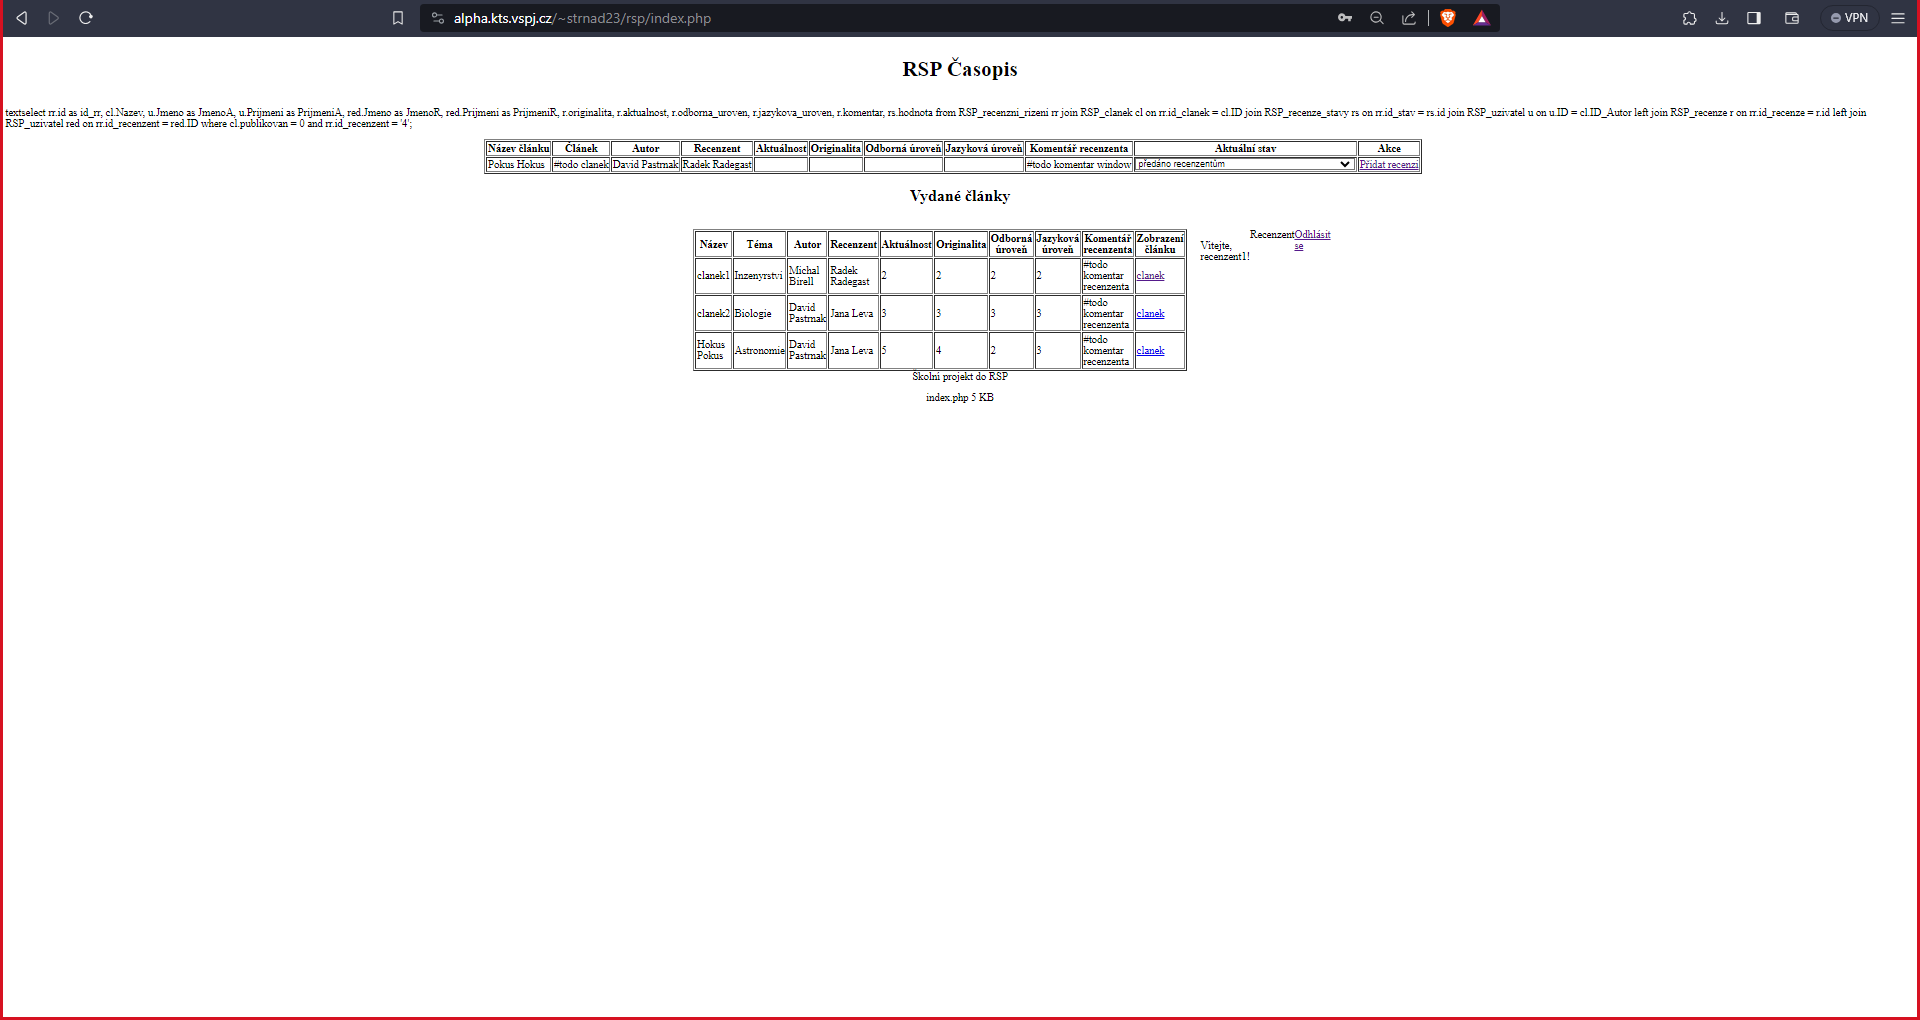 alpha.kts.vspj.cz/~strnad23/rsp/index.php
VPN
RSP Časopis
textselect rr.id as id_rr, cl.Nazev, u.Jmeno as JmenoA, u.Prijmeni as PrijmeniA, red.Jmeno as JmenoR, red.Prijmeni as PrijmeniR, r.originalita, r.aktualnost, r.odborna_uroven, r.jazykova_uroven, r.komentar, rs.hodnota from RSP_recenzni_rizeni rr join RSP_clanek cl on rr.id_clanek = cl.ID join RSP_recenze_stavy rs on rr.id_stav = rs.id join RSP_uzivatel u on u.ID = cl.ID_Autor left join RSP_recenze r on rr.id_recenze = r.id left join
RSP_uzivatel red on rr.id_recenzent = red.ID where cl.publikovan = 0 and rr.id_recenzent = '4';
Název článku Článek Autor Recenzent Aktuálnost Originalita Odborná úroveň Jazyková úroveň Komentář recenzenta Aktuální stav Akce
Pokus Hokus #todo clanek David Pastrnak Radek Radegast #todo komentar window předáno recenzentům Přidat recenzi
Vydané články
Název Téma Autor Recenzent Aktuálnost Originalita Odborná úroveň Jazyková úroveň Komentář recenzenta Zobrazení článku
clanek1 Inzenyrstvi Michal Birell Radek Radegast 2 2 2 2 #todo komentar recenzenta clanek
clanek2 Biologie David Pastrnak Jana Leva 3 3 3 3 #todo komentar recenzenta clanek
Hokus Pokus Astronomie David Pastrnak Jana Leva 5 4 2 3 #todo komentar recenzenta clanek
Vítejte,
recenzent1!
Recenzent
Odhlásit
se
Školní projekt do RSP
index.php 5 KB